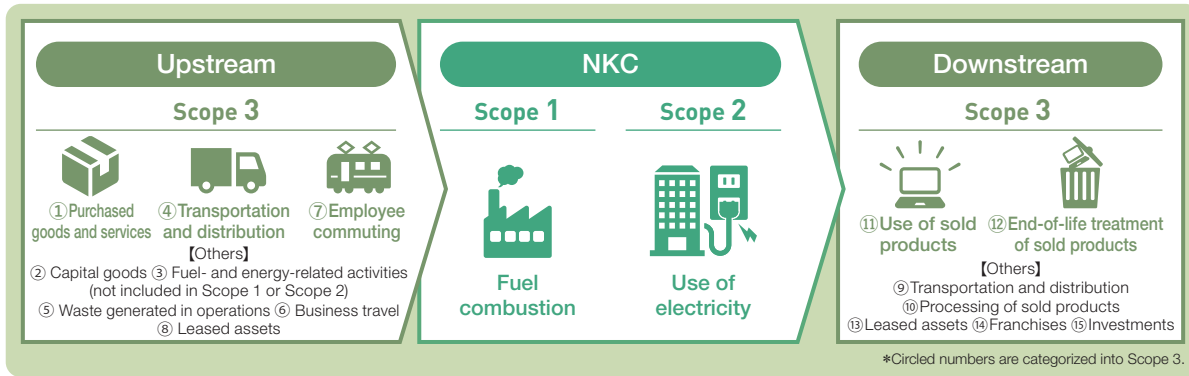 Upstream
Scope 3
①Purchased
goods and services
④Transportation
and distribution
⑦Employee
commuting
【Others】
② Capital goods ③ Fuel- and energy-related activities
(not included in Scope 1 or Scope 2)
⑤ Waste generated in operations ⑥ Business travel
⑧ Leased assets
NKC
Scope 1
Fuel
combustion
Scope 2
Use of
electricity
Downstream
Scope 3
⑪Use of sold
products
⑫End-of-life treatment
of sold products
【Others】
⑨Transportation and distribution
⑩Processing of sold products
⑬Leased assets ⑭Franchises ⑮Investments
*Circled numbers are categorized into Scope 3.